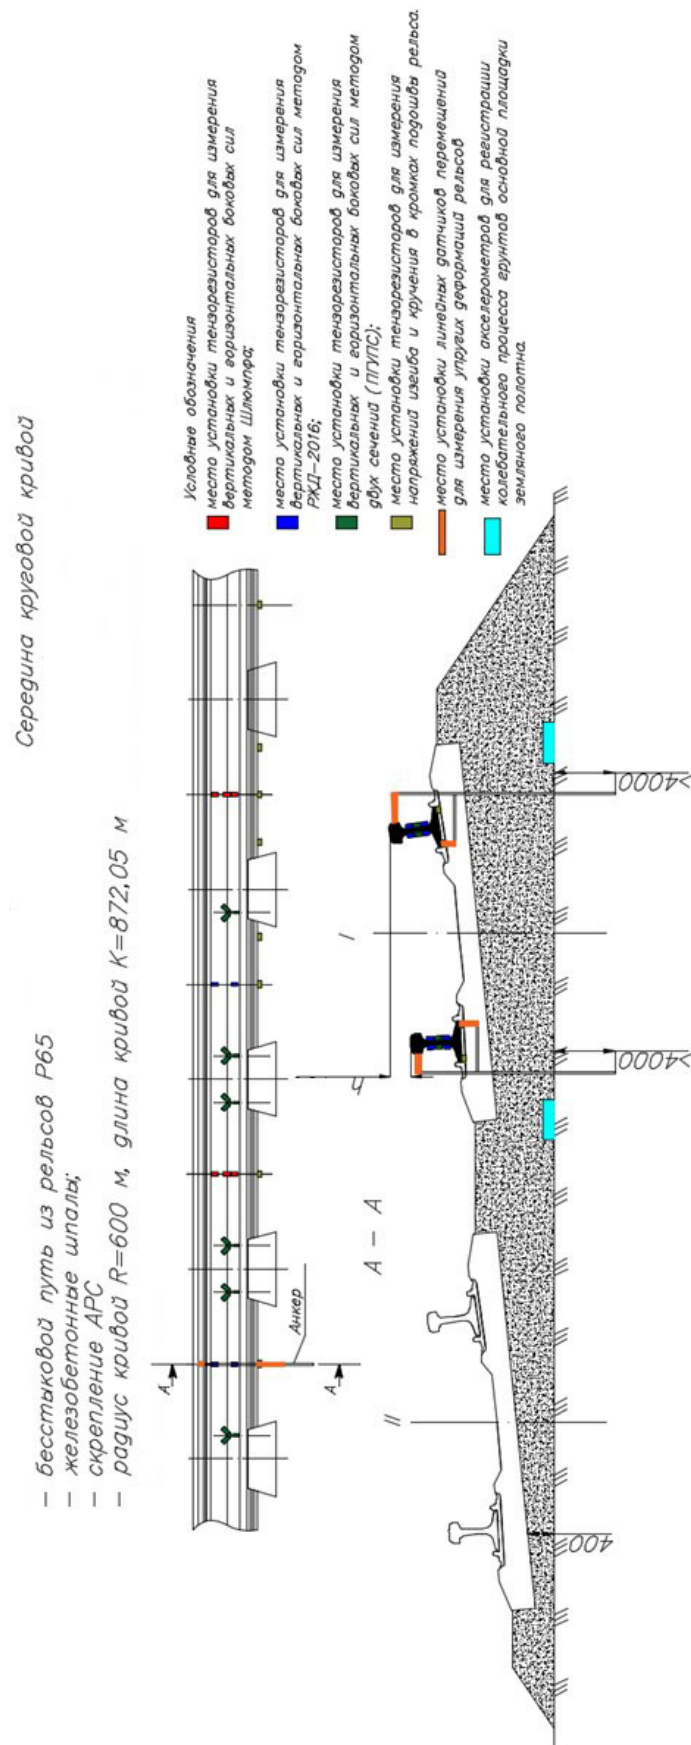 Середина круговой кривой
– бесстыковой путь из рельсов Р65
– железобетонные шпалы;
– скрепление АРС
– радиус кривой R=600 м, длина кривой К=872,05 м
Условные обозначения
место установки тензорезисторов для измерения
вертикальных и горизонтальных боковых сил
методом Шлюмпфа;
место установки тензорезисторов для измерения
вертикальных и горизонтальных боковых сил методом
РЖД–2016;
место установки тензорезисторов для измерения
вертикальных и горизонтальных боковых сил методом
двух сечений (ПГУПС);
место установки тензорезисторов для измерения
напряжений изгиба и кручения в кромках подошвы рельса.
место установки линейных датчиков перемещений
для измерения упругих деформаций рельсов
место установки акселерометров для регистрации
колебательного процесса грунтов основной площадки
земляного полотна.
А
Анкер
А
А – А
II
h
I
400
>4000
>4000